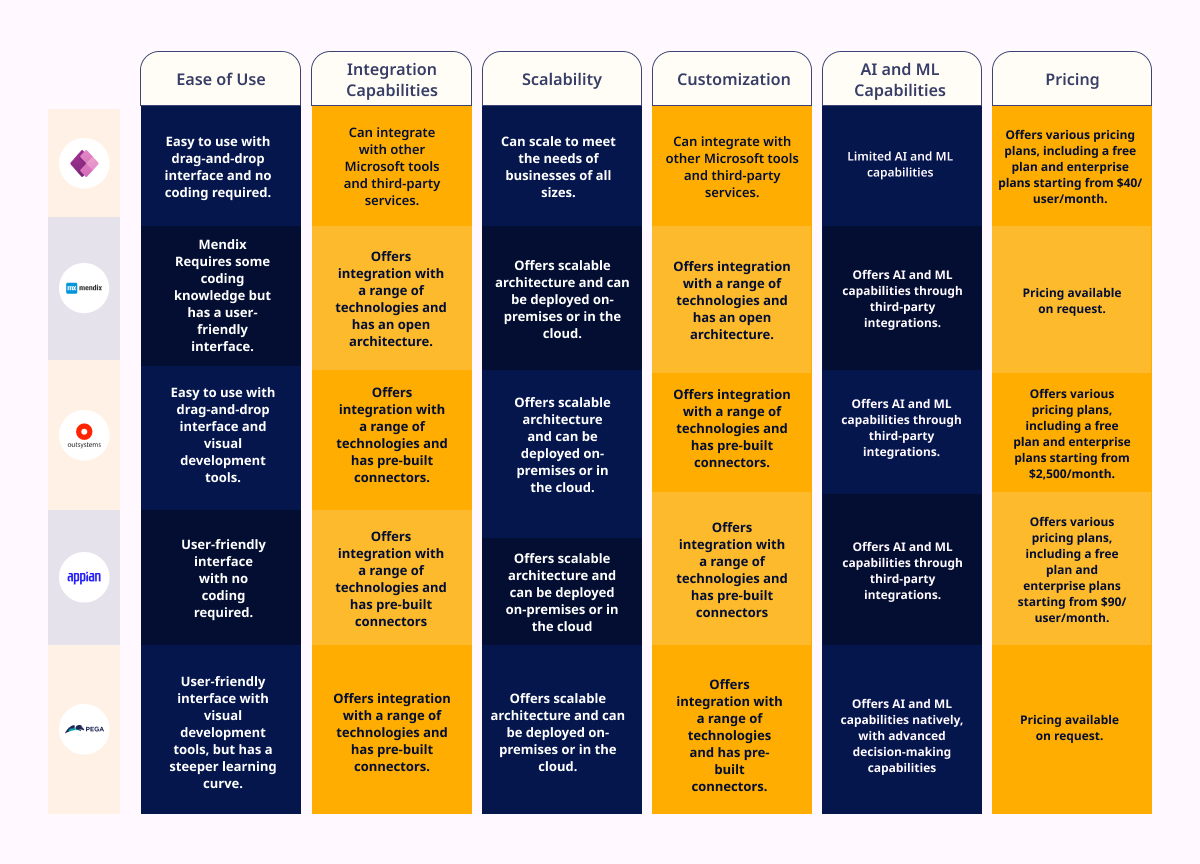 Ease of Use
Integration
Capabilities
Scalability
Customization
AI and ML
Capabilities
Pricing
Easy to use with
drag-and-drop
interface and no
coding required.
Can integrate
with other
Microsoft tools
and third-party
services.
Can scale to meet
the needs of
businesses of all
sizes.
Can integrate with
other Microsoft tools
and third-party
services.
Limited AI and ML
capabilities
Offers various pricing
plans, including a free
plan and enterprise
plans starting from $40/
user/month.
mx mendix
Mendix
Requires some
coding
knowledge but
has a user-
friendly
interface.
Offers
integration with
a range of
technologies and
has an open
architecture.
Offers scalable
architecture and can
be deployed on-
premises or in the
cloud.
Offers integration
with a range of
technologies and
has an open
architecture.
Offers AI and ML
capabilities through
third-party
integrations.
Pricing available
on request.
outsystems
Easy to use with
drag-and-drop
interface and
visual
development
tools.
Offers
integration with
a range of
technologies and
has pre-built
connectors.
Offers scalable
architecture
and can be
deployed on-
premises or in
the cloud.
Offers integration
with a range of
technologies and
has pre-built
connectors.
Offers AI and ML
capabilities through
third-party
integrations.
Offers various
pricing plans,
including a free
plan and enterprise
plans starting from
$2,500/month.
appian
User-friendly
interface
with no
coding
required.
Offers
integration with
a range of
technologies and
has pre-built
connectors
Offers scalable
architecture and
can be deployed
on-premises or in
the cloud
Offers
integration with
a range of
technologies and
has pre-built
connectors
Offers AI and ML
capabilities through
third-party
integrations.
Offers various
pricing plans,
including a free
plan and
enterprise plans
starting from $90/
user/month.
PEGA
User-friendly
interface with
visual
development
tools, but has a
steeper learning
curve.
Offers integration
with a range of
technologies and
has pre-built
connectors.
Offers scalable
architecture and can
be deployed on-
premises or in the
cloud.
Offers
integration with
a range of
technologies
and has pre-
built
connectors.
Offers AI and ML
capabilities natively,
with advanced
decision-making
capabilities
Pricing available
on request.